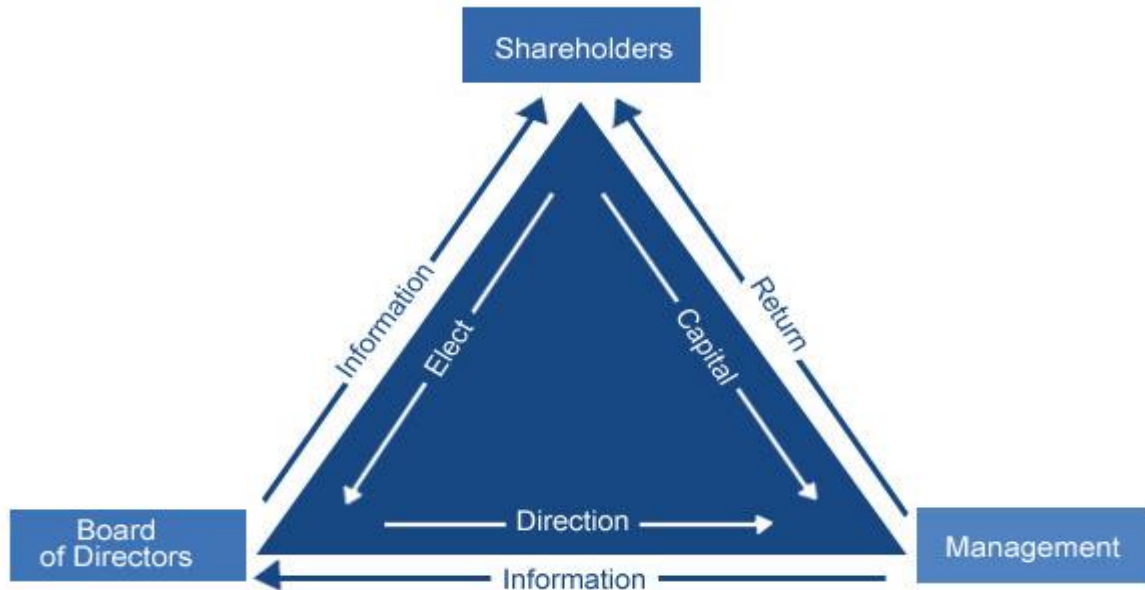 Shareholders
Information
Elect
Capital
Return
Board
of Directors
Direction
Management
Information